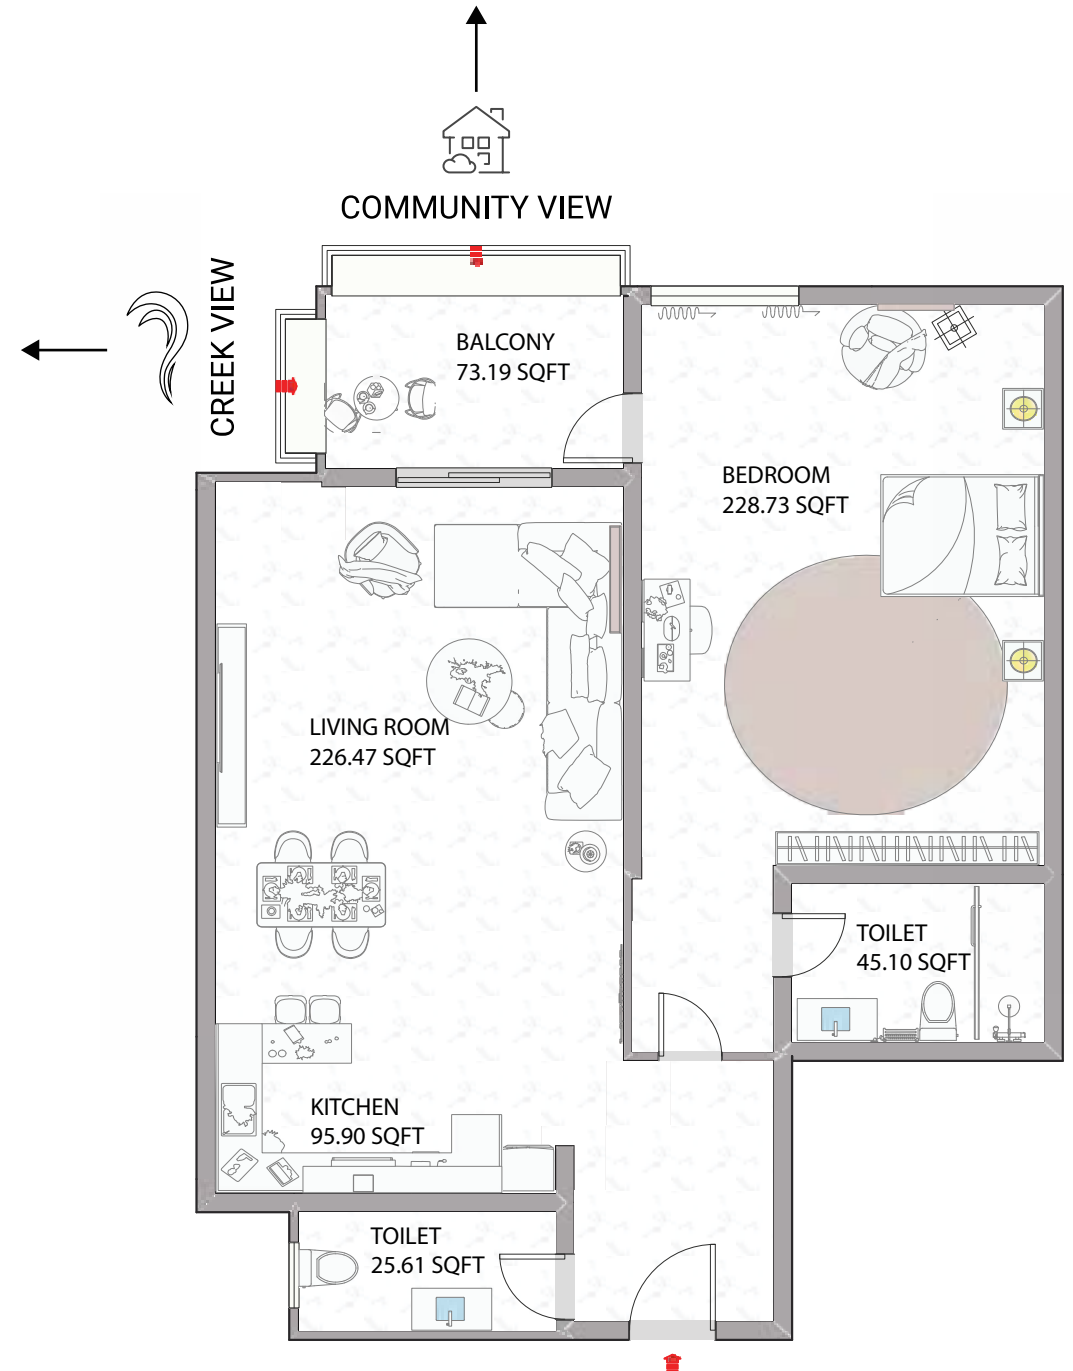 COMMUNITY VIEW
CREEK VIEW
BALCONY
73.19 SQFT
BEDROOM
228.73 SQFT
LIVING ROOM
226.47 SQFT
TOILET
45.10 SQFT
KITCHEN
95.90 SQFT
TOILET
25.61 SQFT